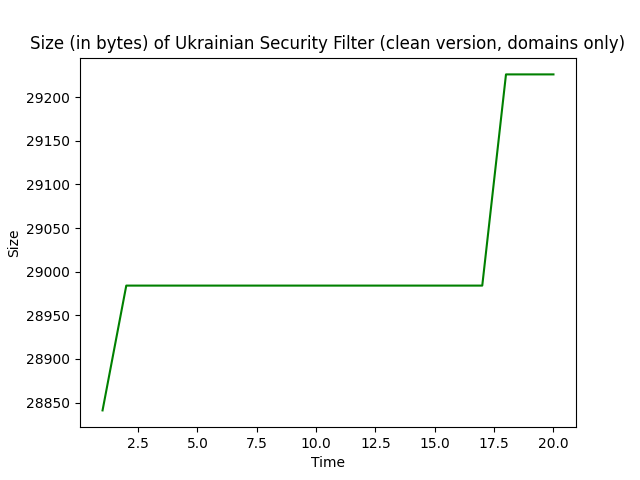 Size (in bytes) of Ukrainian Security Filter (clean version, domains only)
29200
29150
29100
29050
29000
28950
28900
28850
Size
2.5 5.0 7.5 10.0 12.5 15.0 17.5 20.0
Time